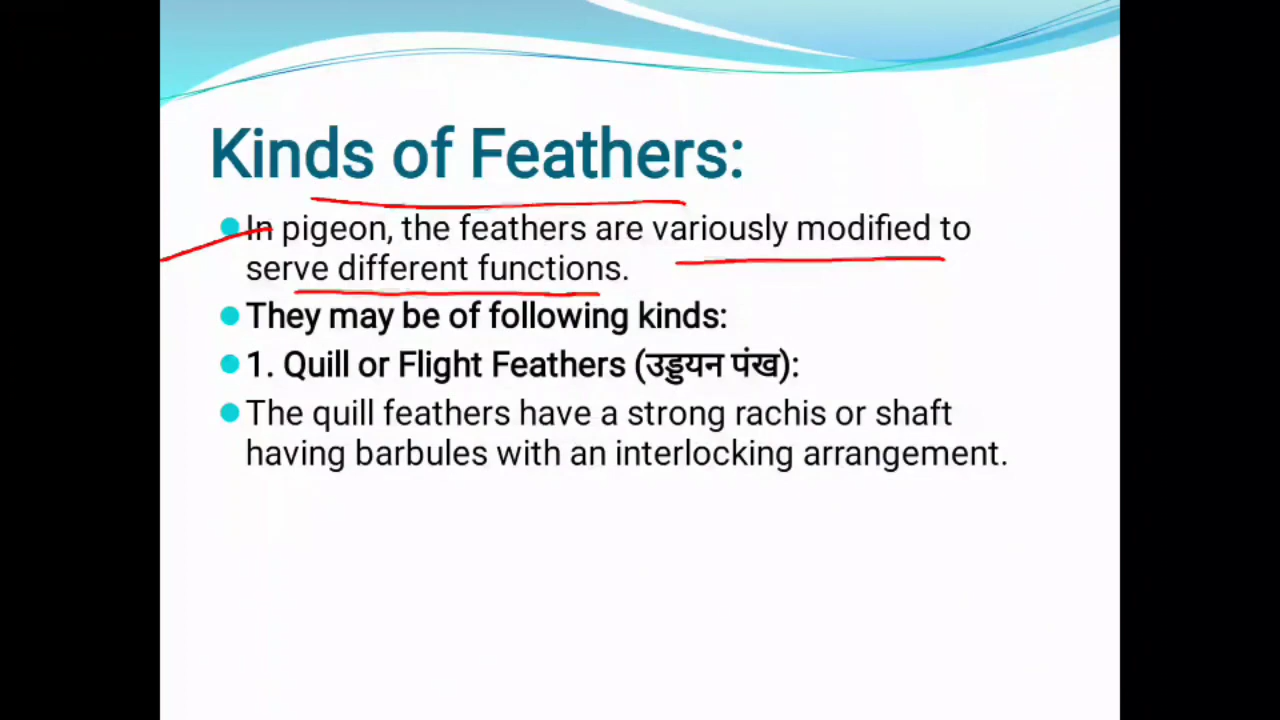 Kinds of Feathers:
In pigeon, the feathers are variously modified to
serve different functions.
They may be of following kinds:
1. Quill or Flight Feathers (उड्डयन पंख):
The quill feathers have a strong rachis or shaft
having barbules with an interlocking arrangement.